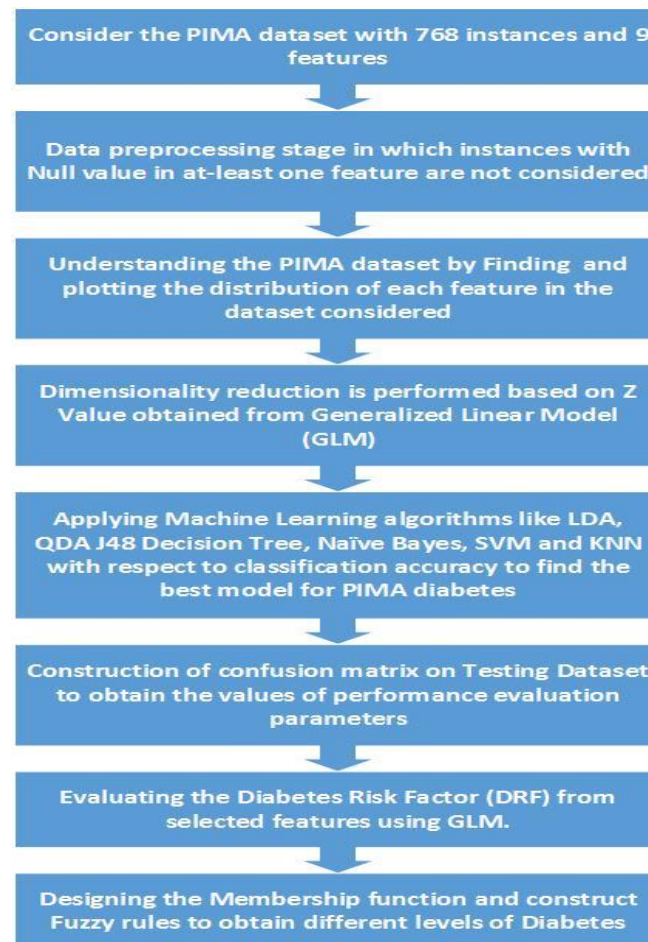 Consider the PIMA dataset with 768 instances and 9
features
Data preprocessing stage in which instances with
Null value in at-least one feature are not considered
Understanding the PIMA dataset by Finding and
plotting the distribution of each feature in the
dataset considered
Dimensionality reduction is performed based on Z
Value obtained from Generalized Linear Model
(GLM)
Applying Machine Learning algorithms like LDA,
QDA J48 Decision Tree, Naïve Bayes, SVM and KNN
with respect to classification accuracy to find the
best model for PIMA diabetes
Construction of confusion matrix on Testing Dataset
to obtain the values of performance evaluation
parameters
Evaluating the Diabetes Risk Factor (DRF) from
selected features using GLM.
Designing the Membership function and construct
Fuzzy rules to obtain different levels of Diabetes